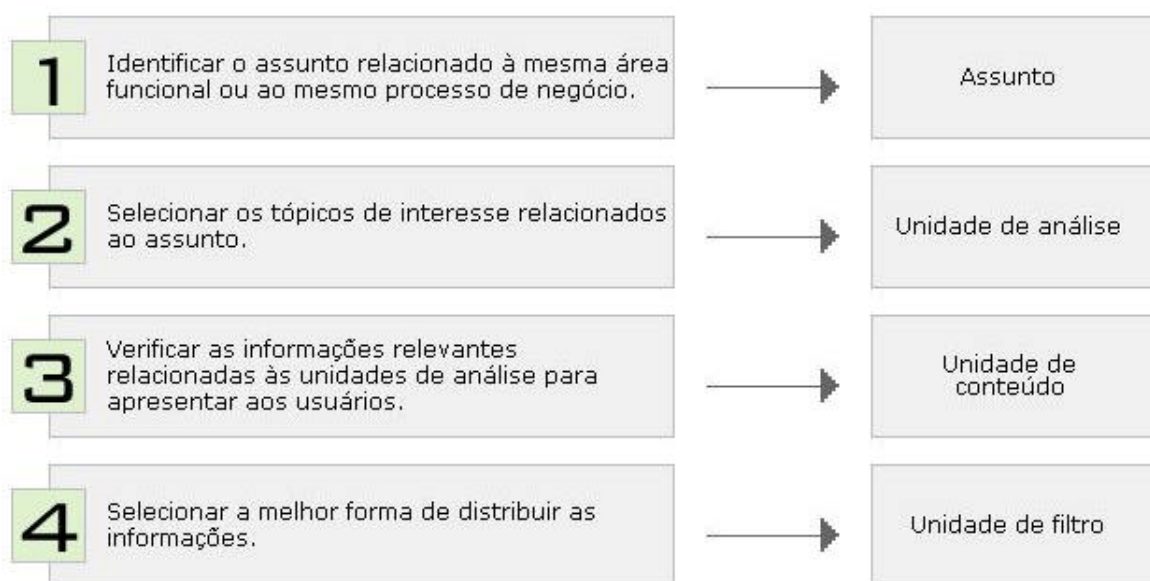 1
Identificar o assunto relacionado à mesma área
funcional ou ao mesmo processo de negócio.
Assunto
2
Selecionar os tópicos de interesse relacionados
ao assunto.
Unidade de análise
3
Verificar as informações relevantes
relacionadas às unidades de análise para
apresentar aos usuários.
Unidade de
conteúdo
4
Selecionar a melhor forma de distribuir as
informações.
Unidade de filtro